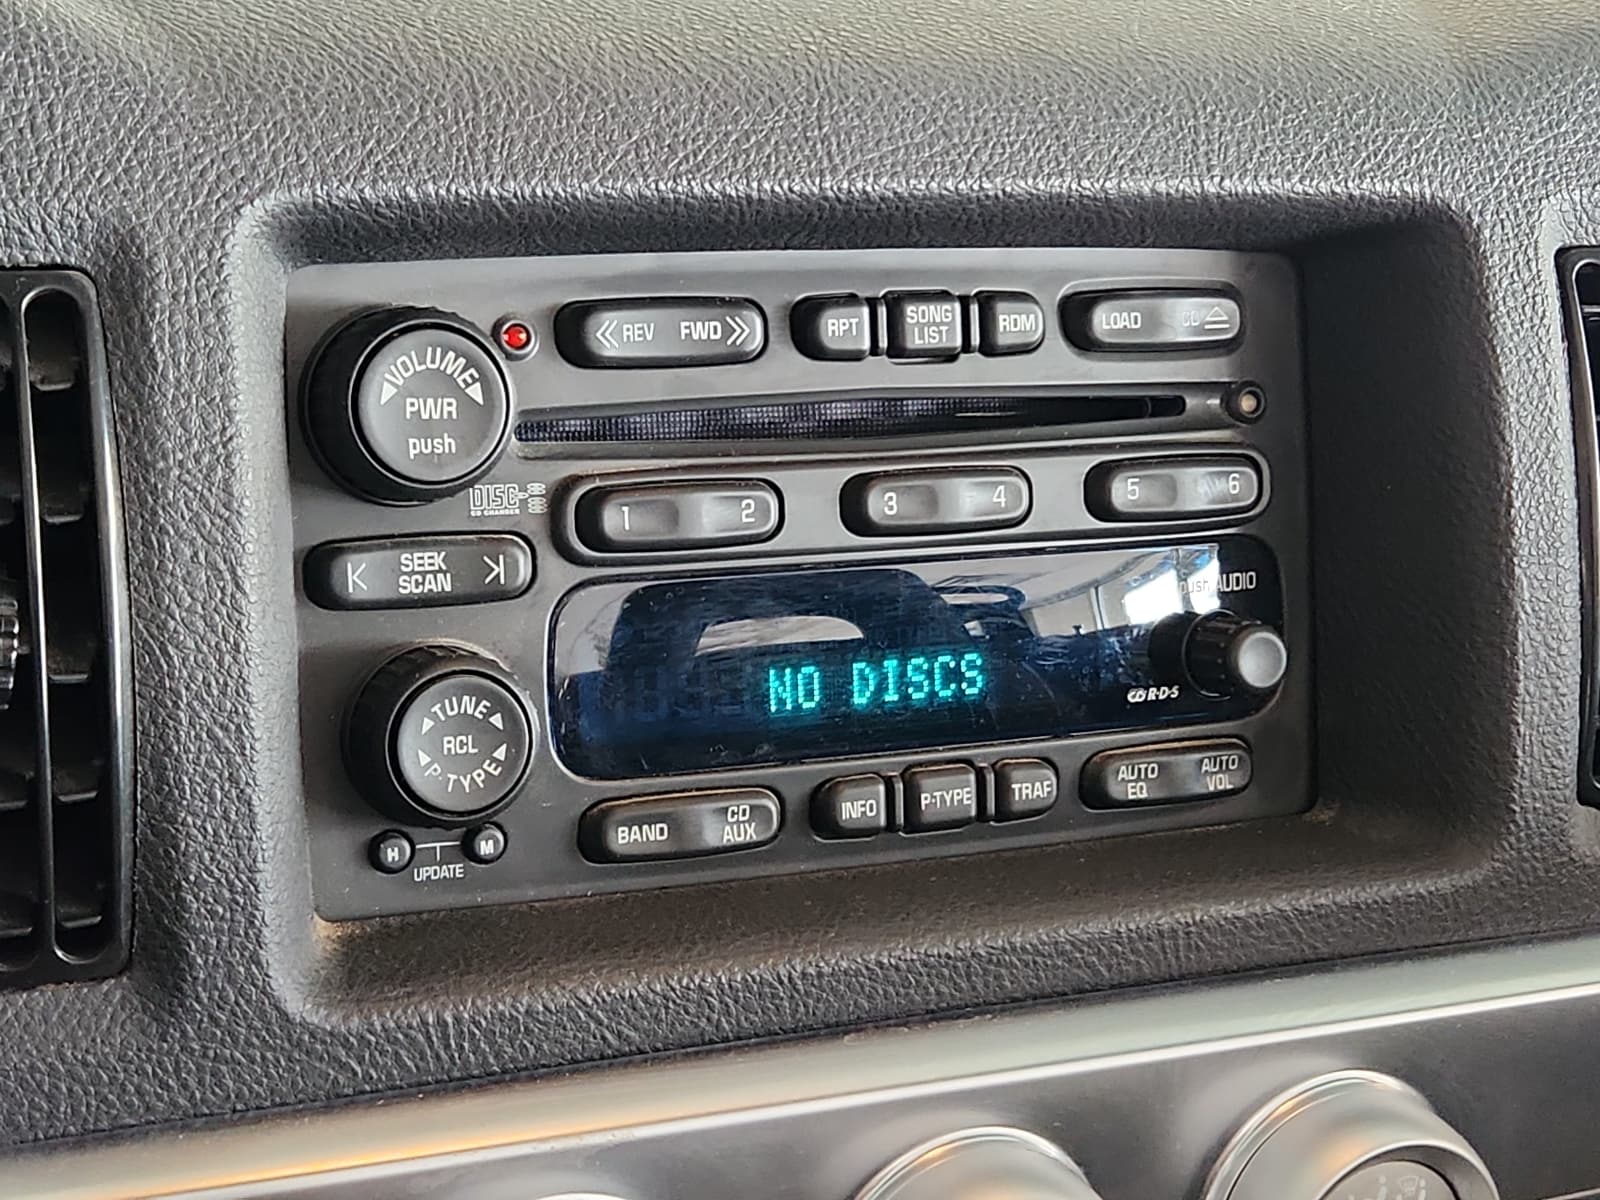 REV FWD
RPT
SONG
LIST
RDM
LOAD CD
VOLUME
PWR
push
DISC
CD CHANGER
1 2
3 4
5 6
SEEK
SCAN
push AUDIO
NO DISCS
R·D·S
TUNE
RCL
P-TYPE
H M
UPDATE
BAND
CD
AUX
INFO
P-TYPE
TRAF
AUTO
EQ
AUTO
VOL